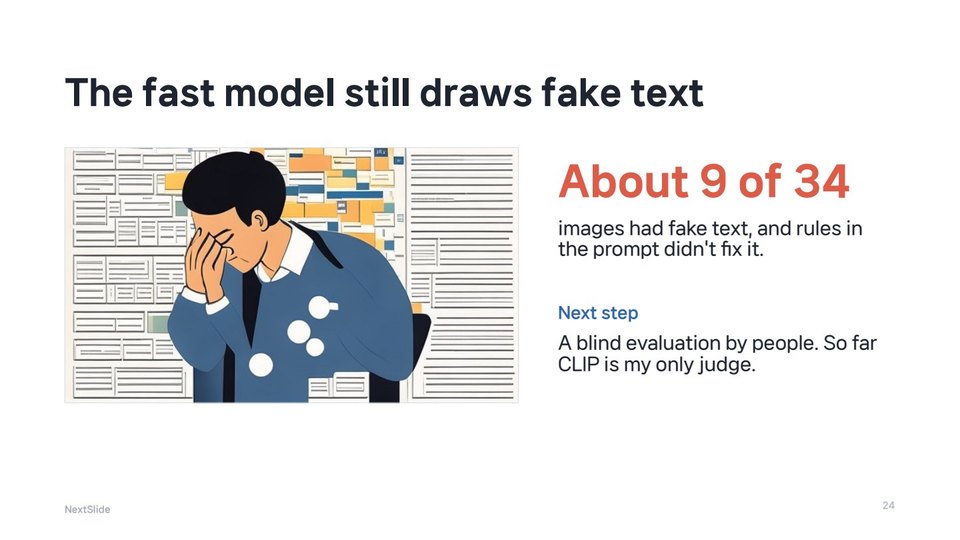 The fast model still draws fake text
About 9 of 34
images had fake text, and rules in
the prompt didn't fix it.
Next step
A blind evaluation by people. So far
CLIP is my only judge.
NextSlide
24